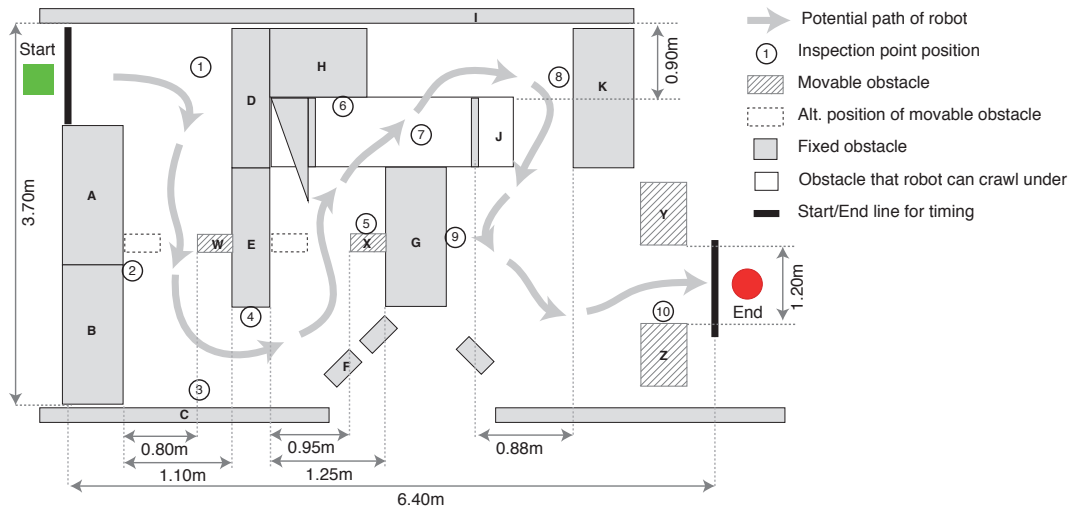 I
Start
1
D
H
6
7
J
8
K
0.90m
3.70m
A
2
W
E
5
X
G
9
Y
B
4
F
10
Z
End
1.20m
3
C
0.80m
1.10m
0.95m
1.25m
0.88m
6.40m
Potential path of robot
1 Inspection point position
Movable obstacle
Alt. position of movable obstacle
Fixed obstacle
Obstacle that robot can crawl under
Start/End line for timing